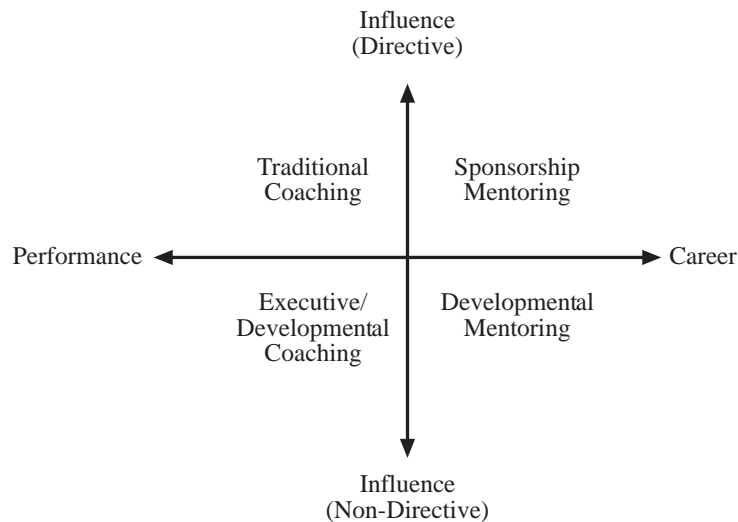 Influence
(Directive)
Traditional
Coaching
Sponsorship
Mentoring
Performance
Career
Executive/
Developmental
Coaching
Developmental
Mentoring
Influence
(Non-Directive)